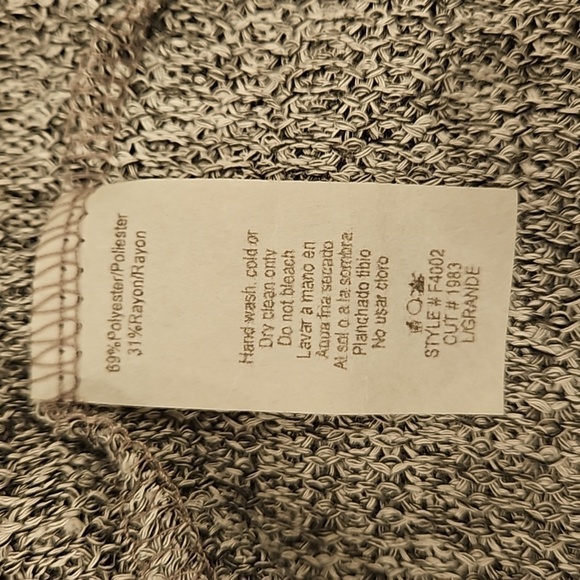 69%Polyester/Poliester
31%Rayon/Rayon
Hand wash, cold or
Dry clean only
Do not bleach
Lavar a mano en
Agua fria secado
Al sol o a la sombra.
Planchado tibio
No usar cloro
STYLE # F4002
CUT # 1983
L/GRANDE